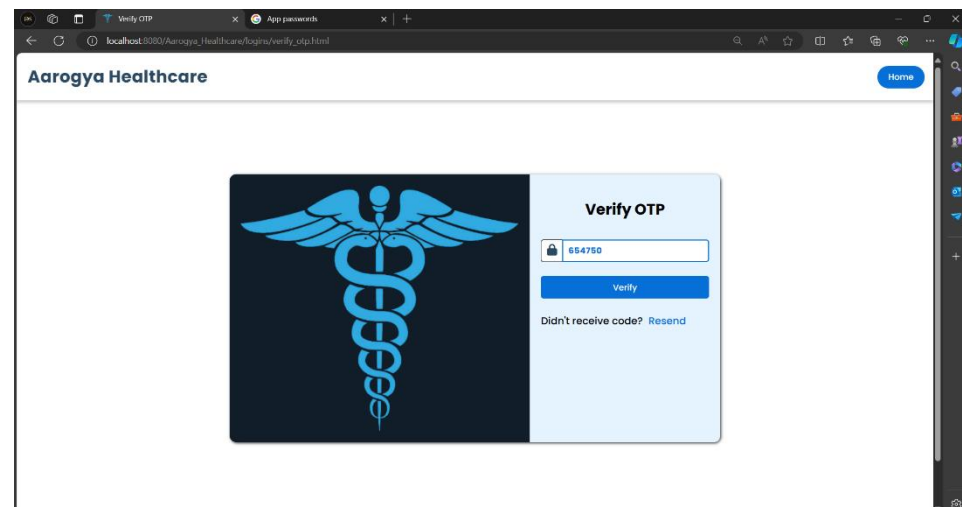 Verify OTP
App passwords
localhost:8080/Aarogya_Healthcare/logins/verify_otp.html
Aarogya Healthcare
Home
Verify OTP
654750
Verify
Didn't receive code? Resend